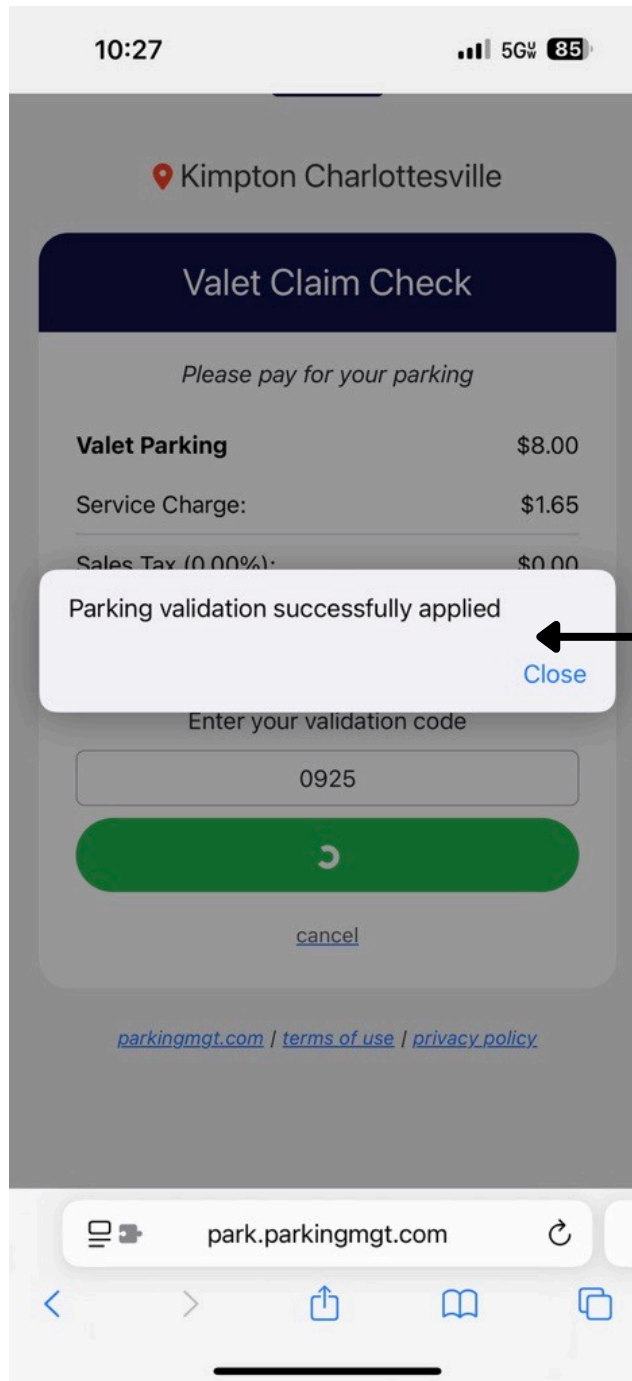 10:27 5G UW 85
Kimpton Charlottesville
Valet Claim Check
Please pay for your parking
Valet Parking $8.00
Service Charge: $1.65
Sales Tax (0.00%): $0.00
Parking validation successfully applied
Close
Enter your validation code
0925
cancel
parkingmgt.com | terms of use | privacy policy
park.parkingmgt.com